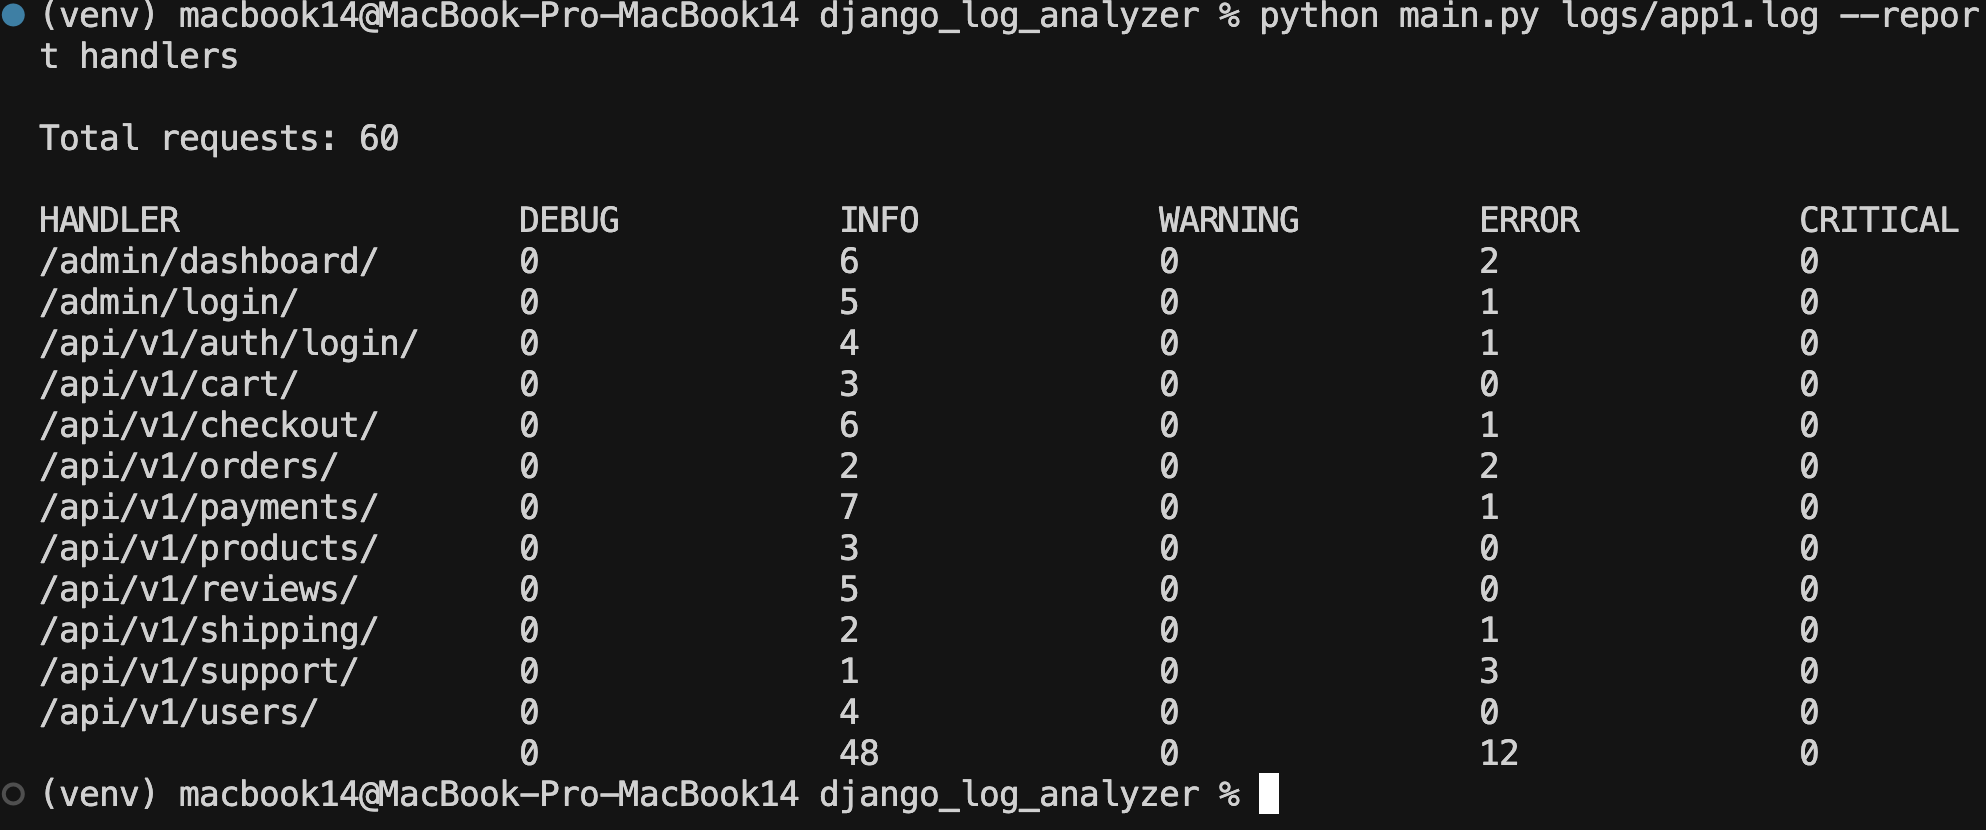 (venv) macbook14@MacBook-Pro-MacBook14 django_log_analyzer % python main.py logs/app1.log --repor
t handlers
Total requests: 60
HANDLER DEBUG INFO WARNING ERROR CRITICAL
/admin/dashboard/ 0 6 0 2 0
/admin/login/ 0 5 0 1 0
/api/v1/auth/login/ 0 4 0 1 0
/api/v1/cart/ 0 3 0 0 0
/api/v1/checkout/ 0 6 0 1 0
/api/v1/orders/ 0 2 0 2 0
/api/v1/payments/ 0 7 0 1 0
/api/v1/products/ 0 3 0 0 0
/api/v1/reviews/ 0 5 0 0 0
/api/v1/shipping/ 0 2 0 1 0
/api/v1/support/ 0 1 0 3 0
/api/v1/users/ 0 4 0 0 0
0 48 0 12 0
(venv) macbook14@MacBook-Pro-MacBook14 django_log_analyzer %